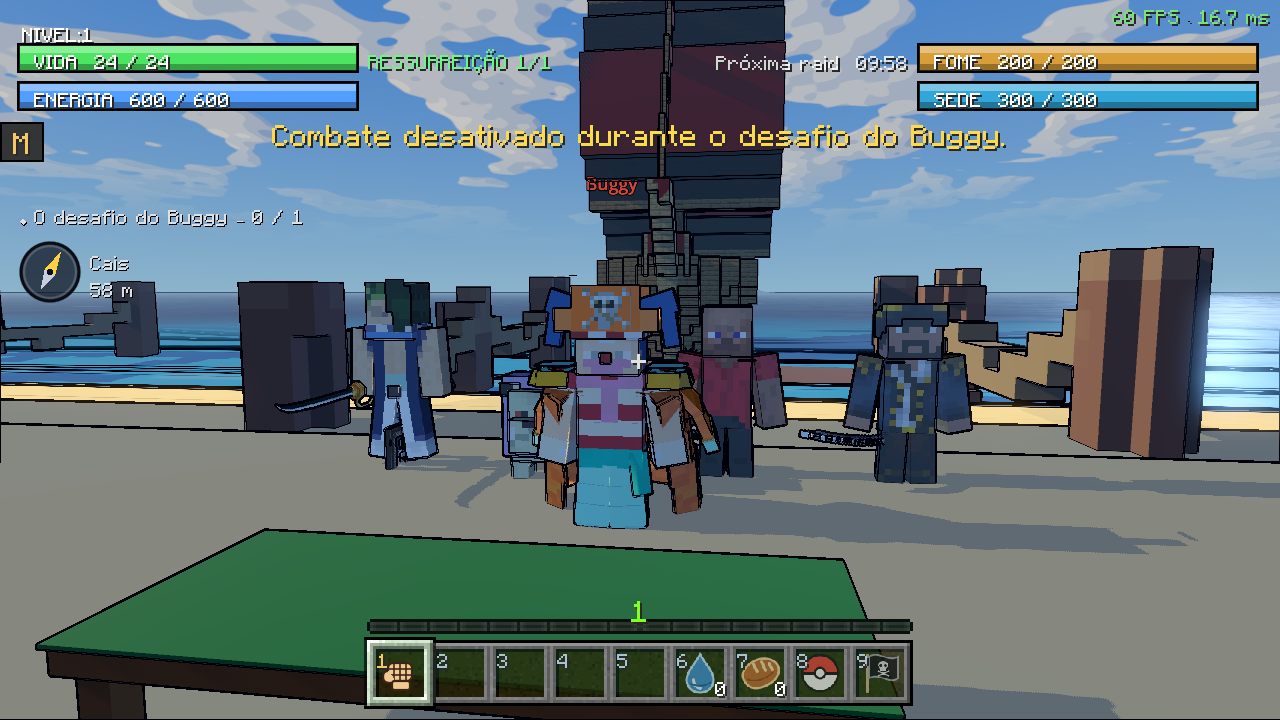 60 FPS · 16.7 ms
NIVEL:1
VIDA 24 / 24
RESSURREIÇÃO 1/1
Próxima raid 09:58
FOME 200 / 200
ENERGIA 600 / 600
SEDE 300 / 300
M
Combate desativado durante o desafio do Buggy.
Buggy
O desafio do Buggy - 0 / 1
Cais
58 m
1
1 2 3 4 5 6 7 8 9
0 0